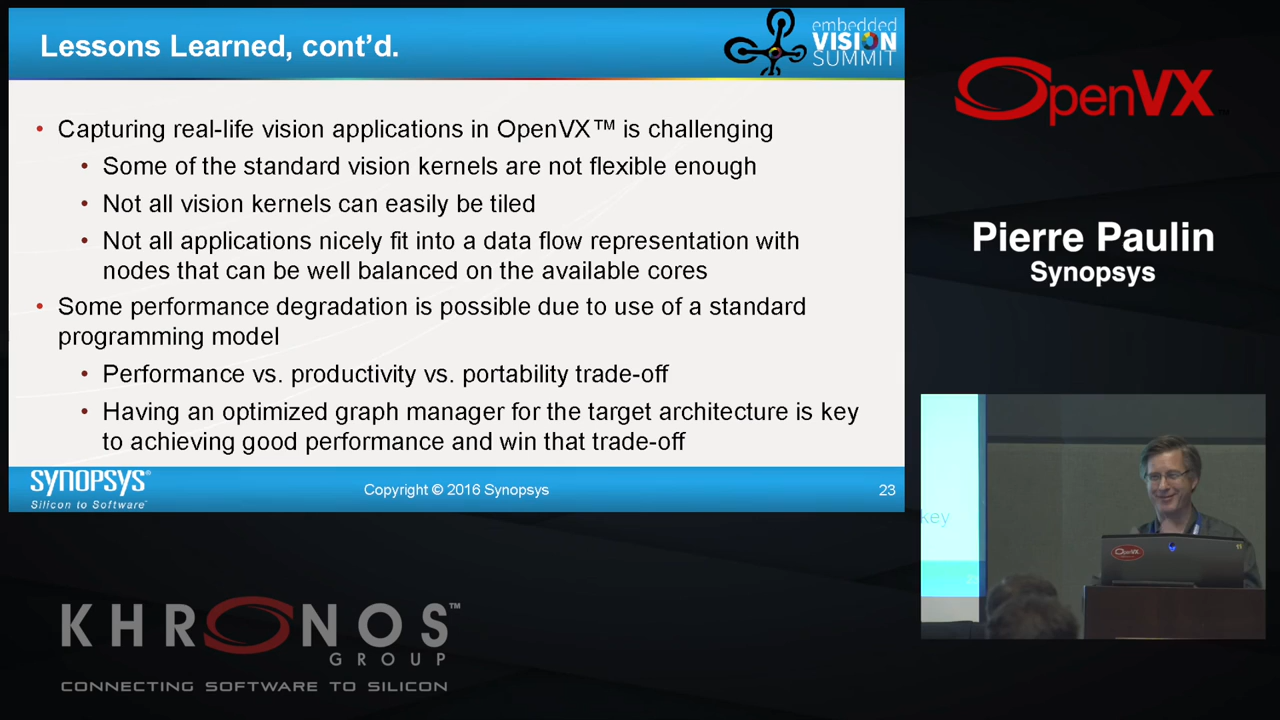 Lessons Learned, cont’d.
embedded
VISION
SUMMIT
• Capturing real-life vision applications in OpenVX™ is challenging
• Some of the standard vision kernels are not flexible enough
• Not all vision kernels can easily be tiled
• Not all applications nicely fit into a data flow representation with
nodes that can be well balanced on the available cores
• Some performance degradation is possible due to use of a standard
programming model
• Performance vs. productivity vs. portability trade-off
• Having an optimized graph manager for the target architecture is key
to achieving good performance and win that trade-off
SYNOPSYS®
Silicon to Software™
Copyright © 2016 Synopsys
23
OpenVX™
Pierre Paulin
Synopsys
key
OpenVX
KHRONOS™
GROUP
CONNECTING SOFTWARE TO SILICON